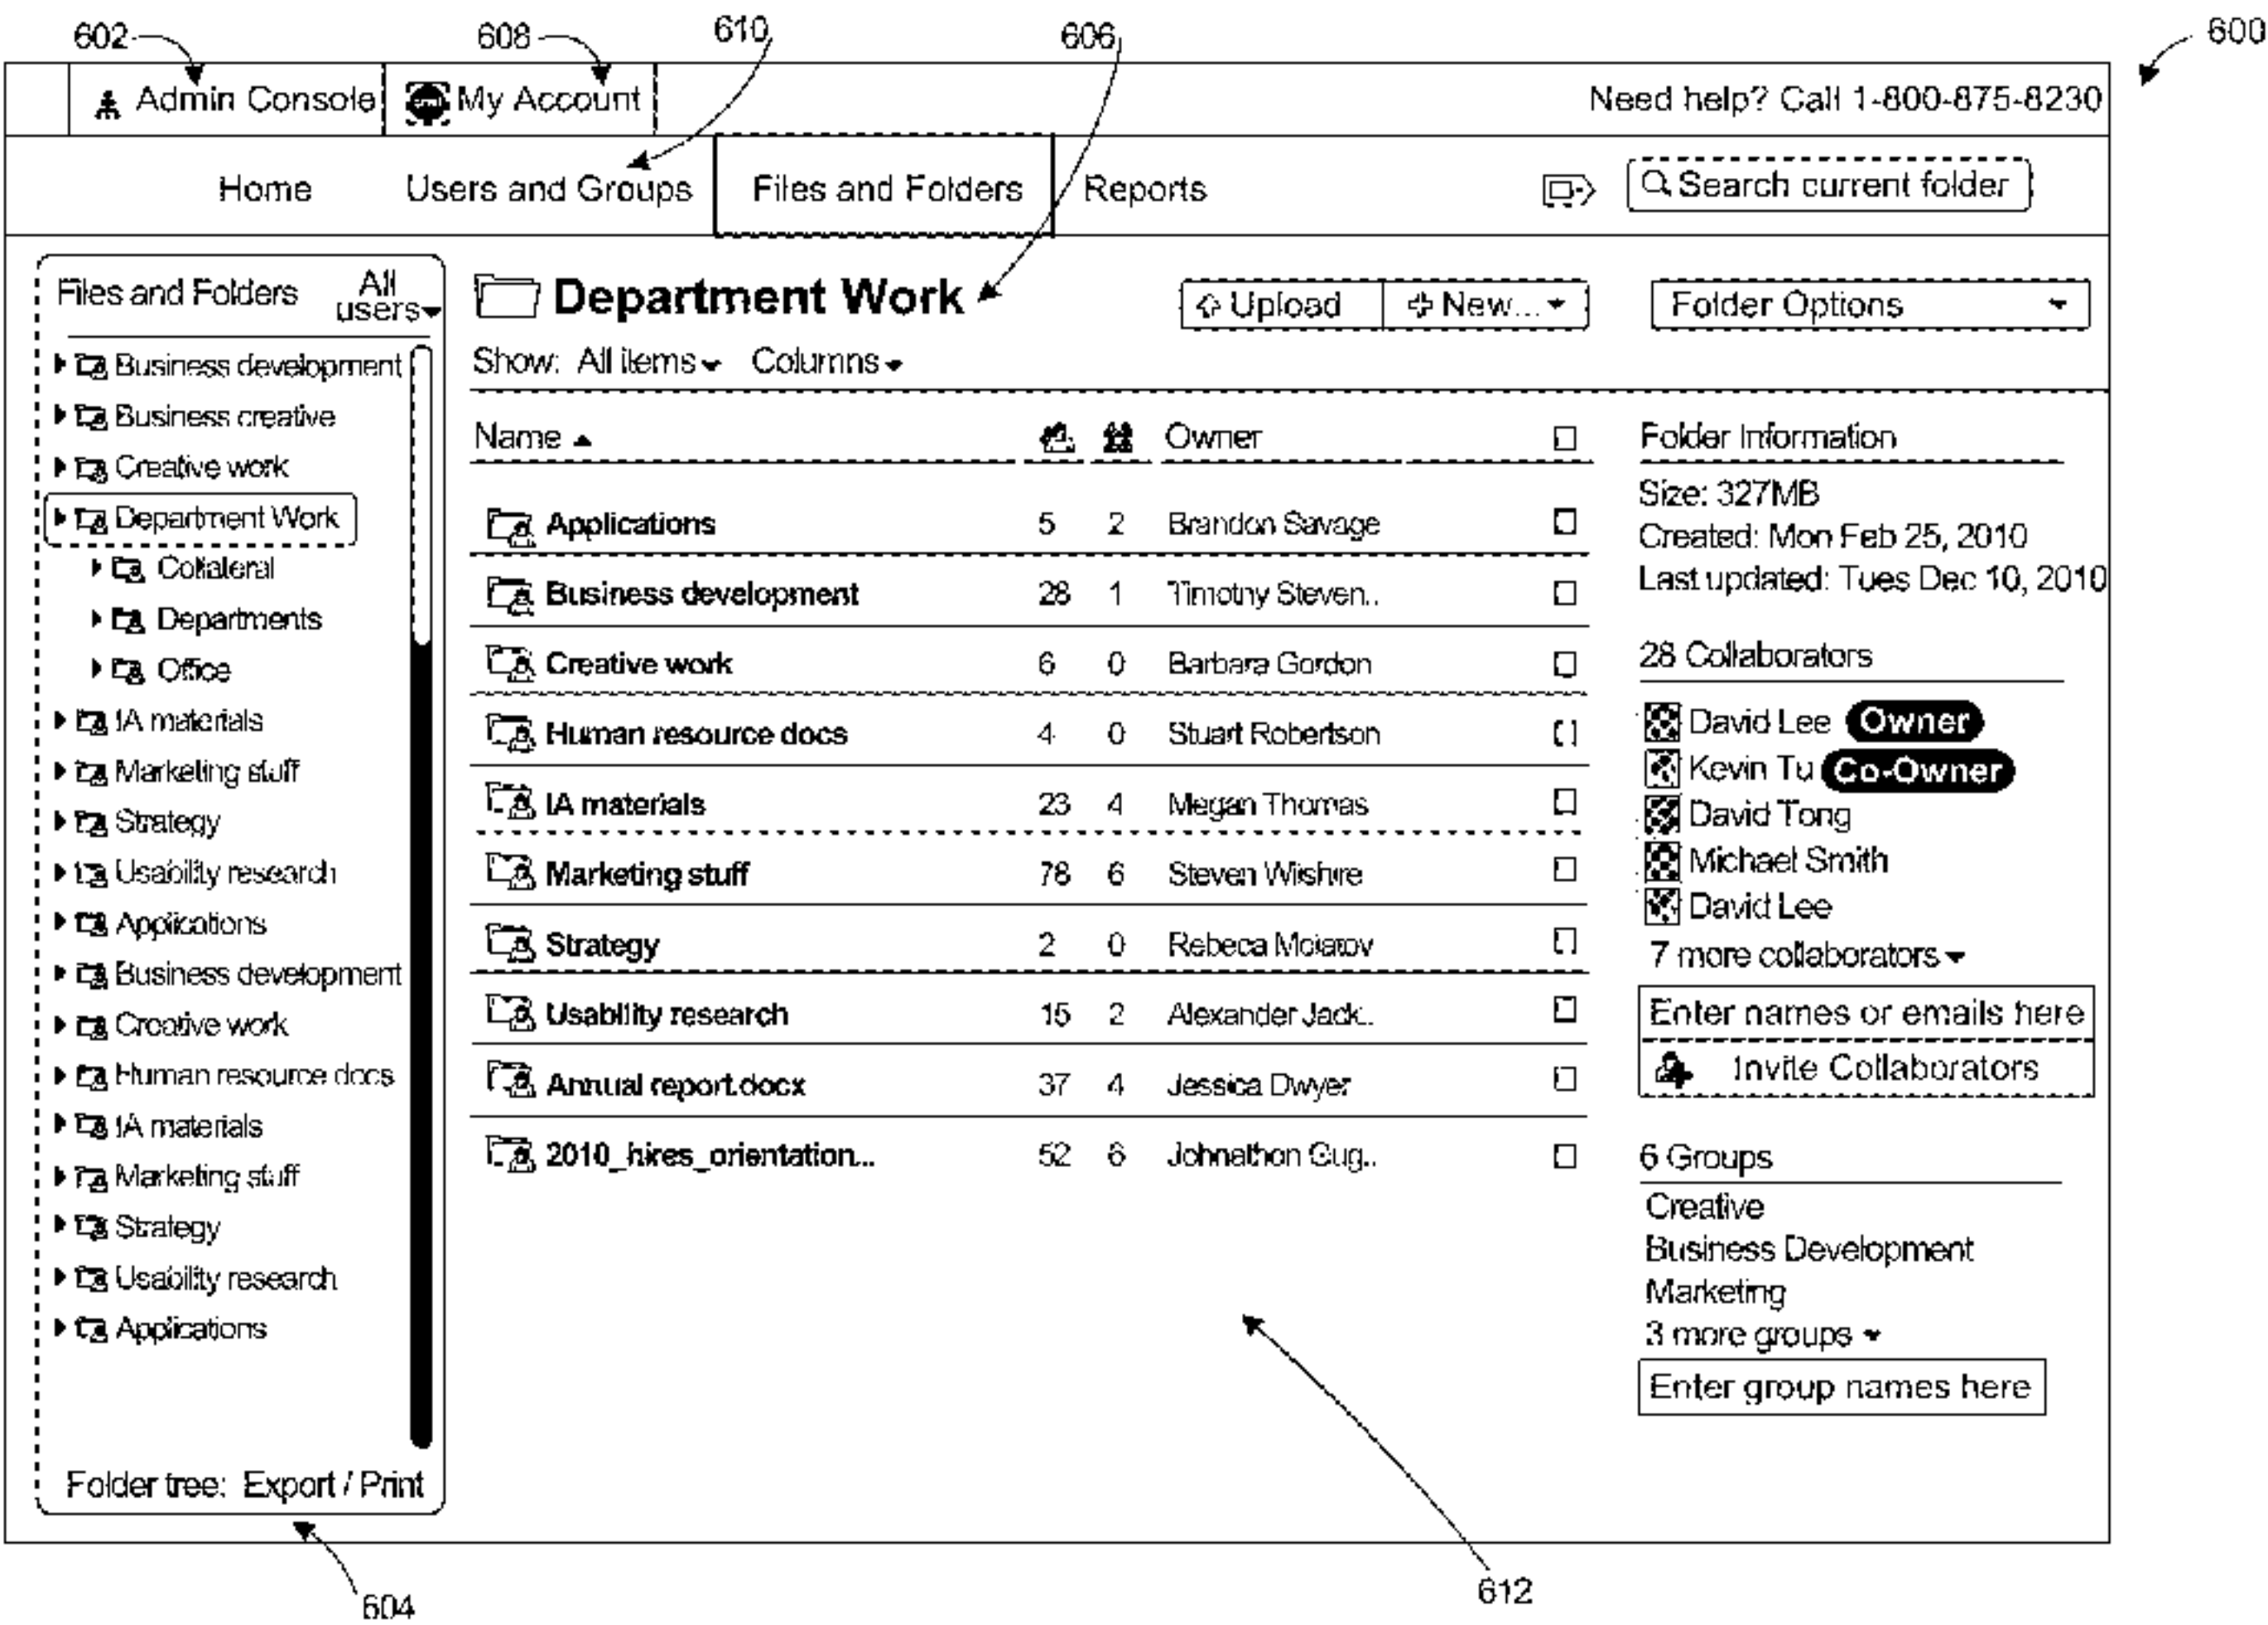 602 608 610 606 600
Admin Console My Account Need help? Call 1-800-875-8230
Home Users and Groups Files and Folders Reports Search current folder
Files and Folders All users
Business development
Business creative
Creative work
Department Work
Collateral
Departments
Office
IA materials
Marketing stuff
Strategy
Usability research
Applications
Business development
Creative work
Human resource docs
IA materials
Marketing stuff
Strategy
Usability research
Applications
Folder tree: Export / Print
604
Department Work Upload New... Folder Options
Show: All items Columns
Name Owner
Applications 5 2 Brandon Savage
Business development 28 1 Timothy Steven..
Creative work 6 0 Barbara Gordon
Human resource docs 4 0 Stuart Robertson
IA materials 23 4 Megan Thomas
Marketing stuff 78 6 Steven
Strategy 2 0 Rebeca
Usability research 15 2 Alexander Jack..
Annual report.docx 37 4 Jessica Dwyer
2010_hires_orientation... 52 6 Johnathon Gug..
612
Folder Information
Size: 327MB
Created: Mon Feb 25, 2010
Last updated: Tues Dec 10, 2010
28 Collaborators
David Lee Owner
Kevin Tu Co-Owner
David Tong
Michael Smith
David Lee
7 more collaborators
Enter names or emails here
Invite Collaborators
6 Groups
Creative
Business Development
Marketing
3 more groups
Enter group names here